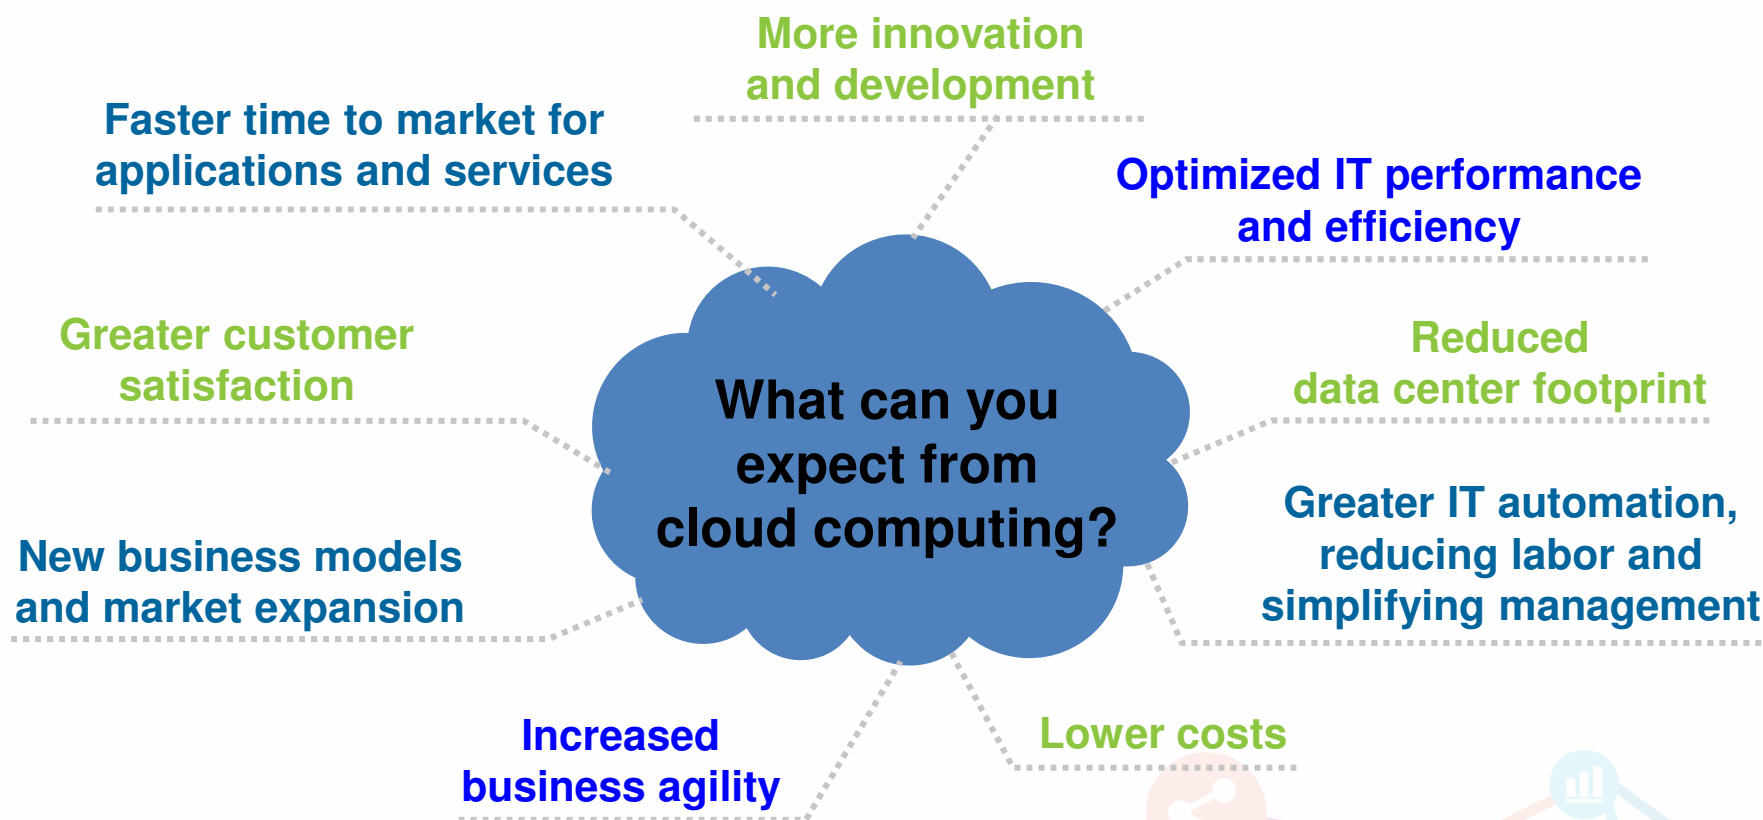 More innovation
and development
Faster time to market for
applications and services
Optimized IT performance
and efficiency
Greater customer
satisfaction
Reduced
data center footprint
What can you
expect from
cloud computing?
New business models
and market expansion
Greater IT automation,
reducing labor and
simplifying management
Increased
business agility
Lower costs